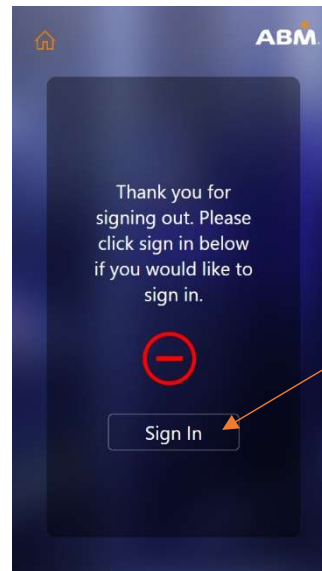 ABM
Thank you for
signing out. Please
click sign in below
if you would like to
sign in.
Sign In